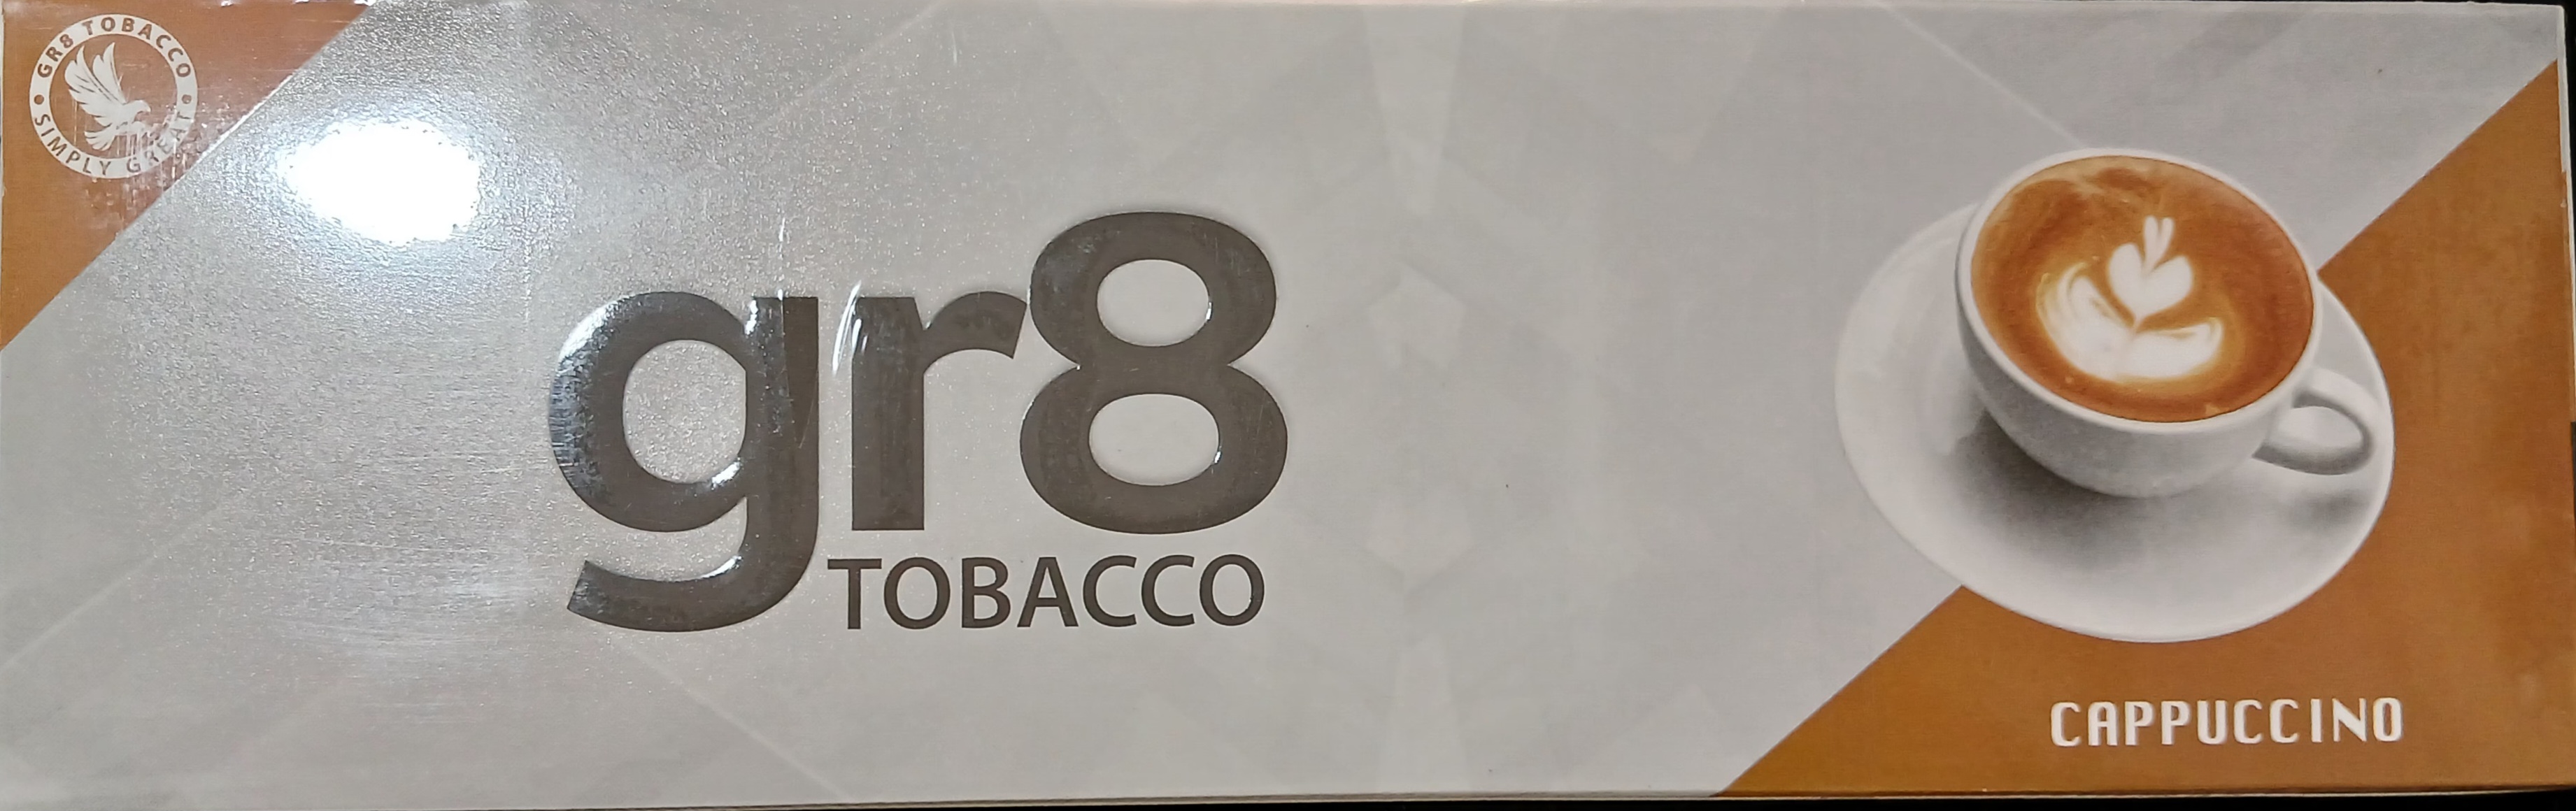 GR8 TOBACCO
SIMPLY GREAT
gr8
TOBACCO
CAPPUCCINO